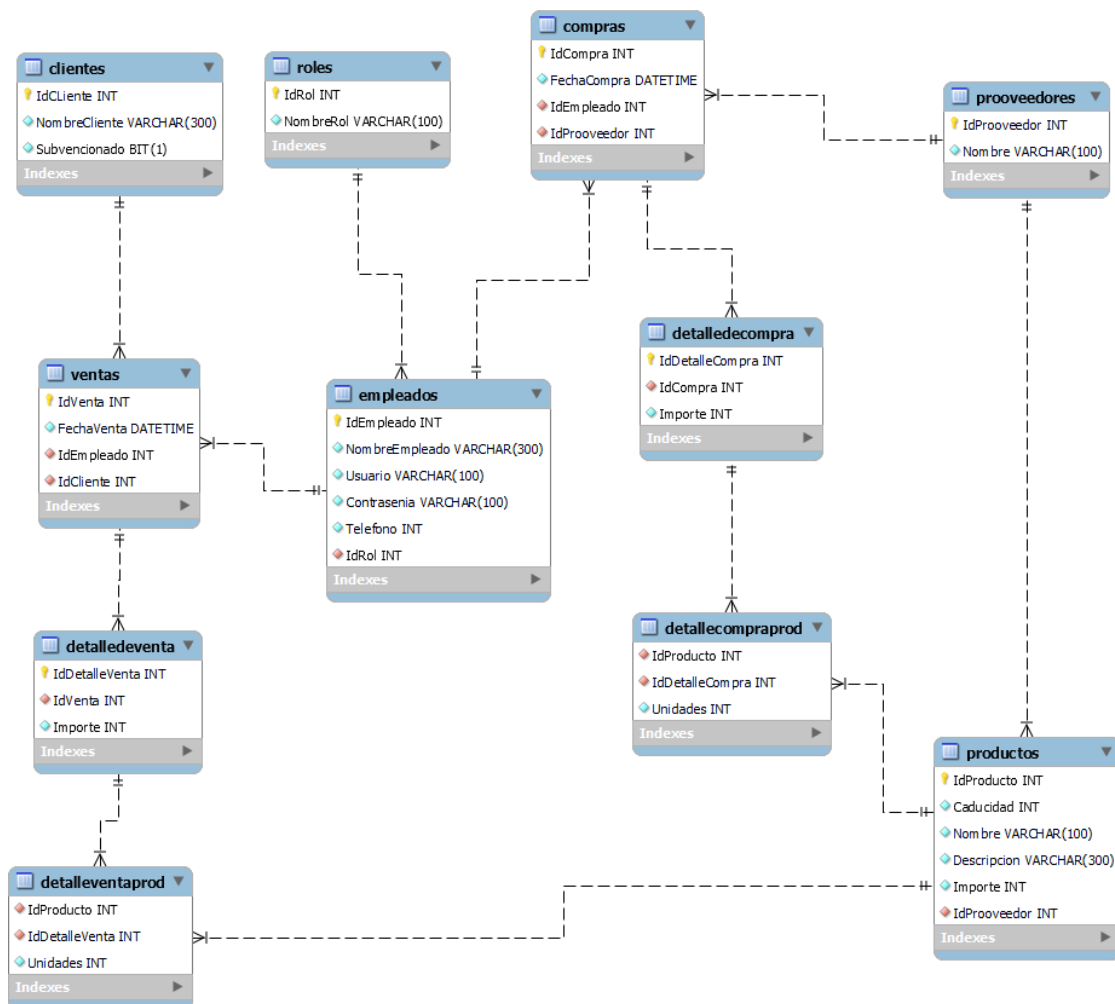 clientes
IdCLiente INT
NombreCliente VARCHAR(300)
Subvencionado BIT(1)
Indexes
roles
IdRol INT
NombreRol VARCHAR(100)
Indexes
compras
IdCompra INT
FechaCompra DATETIME
IdEmpleado INT
IdProoveedor INT
Indexes
prooveedores
IdProoveedor INT
Nombre VARCHAR(100)
Indexes
ventas
IdVenta INT
FechaVenta DATETIME
IdEmpleado INT
IdCliente INT
Indexes
empleados
IdEmpleado INT
NombreEmpleado VARCHAR(300)
Usuario VARCHAR(100)
Contrasenia VARCHAR(100)
Telefono INT
IdRol INT
Indexes
detalledecompra
IdDetalleCompra INT
IdCompra INT
Importe INT
Indexes
detalledeventa
IdDetalleVenta INT
IdVenta INT
Importe INT
Indexes
detallecompraprod
IdProducto INT
IdDetalleCompra INT
Unidades INT
Indexes
productos
IdProducto INT
Caducidad INT
Nombre VARCHAR(100)
Descripcion VARCHAR(300)
Importe INT
IdProoveedor INT
Indexes
detalleventaprod
IdProducto INT
IdDetalleVenta INT
Unidades INT
Indexes